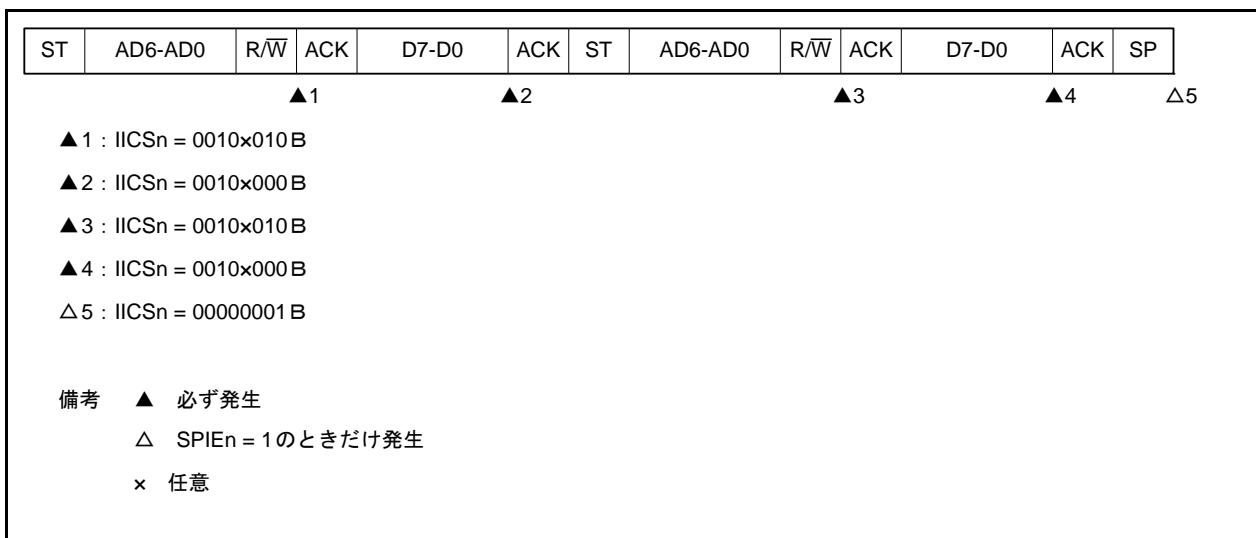 ST AD6-AD0 R/W̅ ACK D7-D0 ACK ST AD6-AD0 R/W̅ ACK D7-D0 ACK SP
▲1 ▲2 ▲3 ▲4 △5
▲1：IICSn = 0010×010B
▲2：IICSn = 0010×000B
▲3：IICSn = 0010×010B
▲4：IICSn = 0010×000B
△5：IICSn = 00000001B
備考 ▲ 必ず発生
△ SPIEn = 1のときだけ発生
× 任意